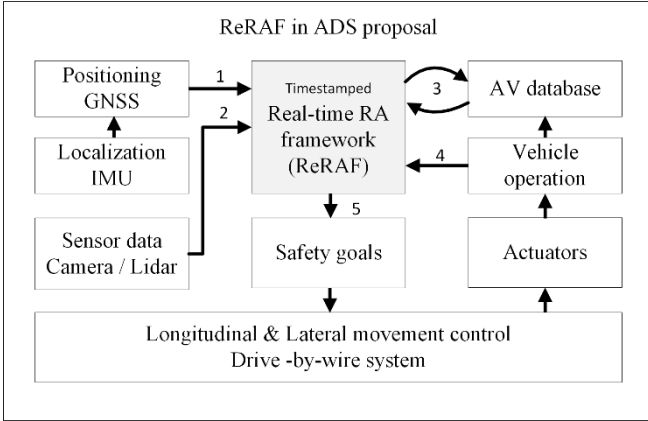 ReRAF in ADS proposal
Positioning
GNSS
1
Timestamped
Real-time RA
framework
(ReRAF)
3
AV database
Localization
IMU
2
4
Vehicle
operation
Sensor data
Camera / Lidar
5
Safety goals
Actuators
Longitudinal & Lateral movement control
Drive -by-wire system